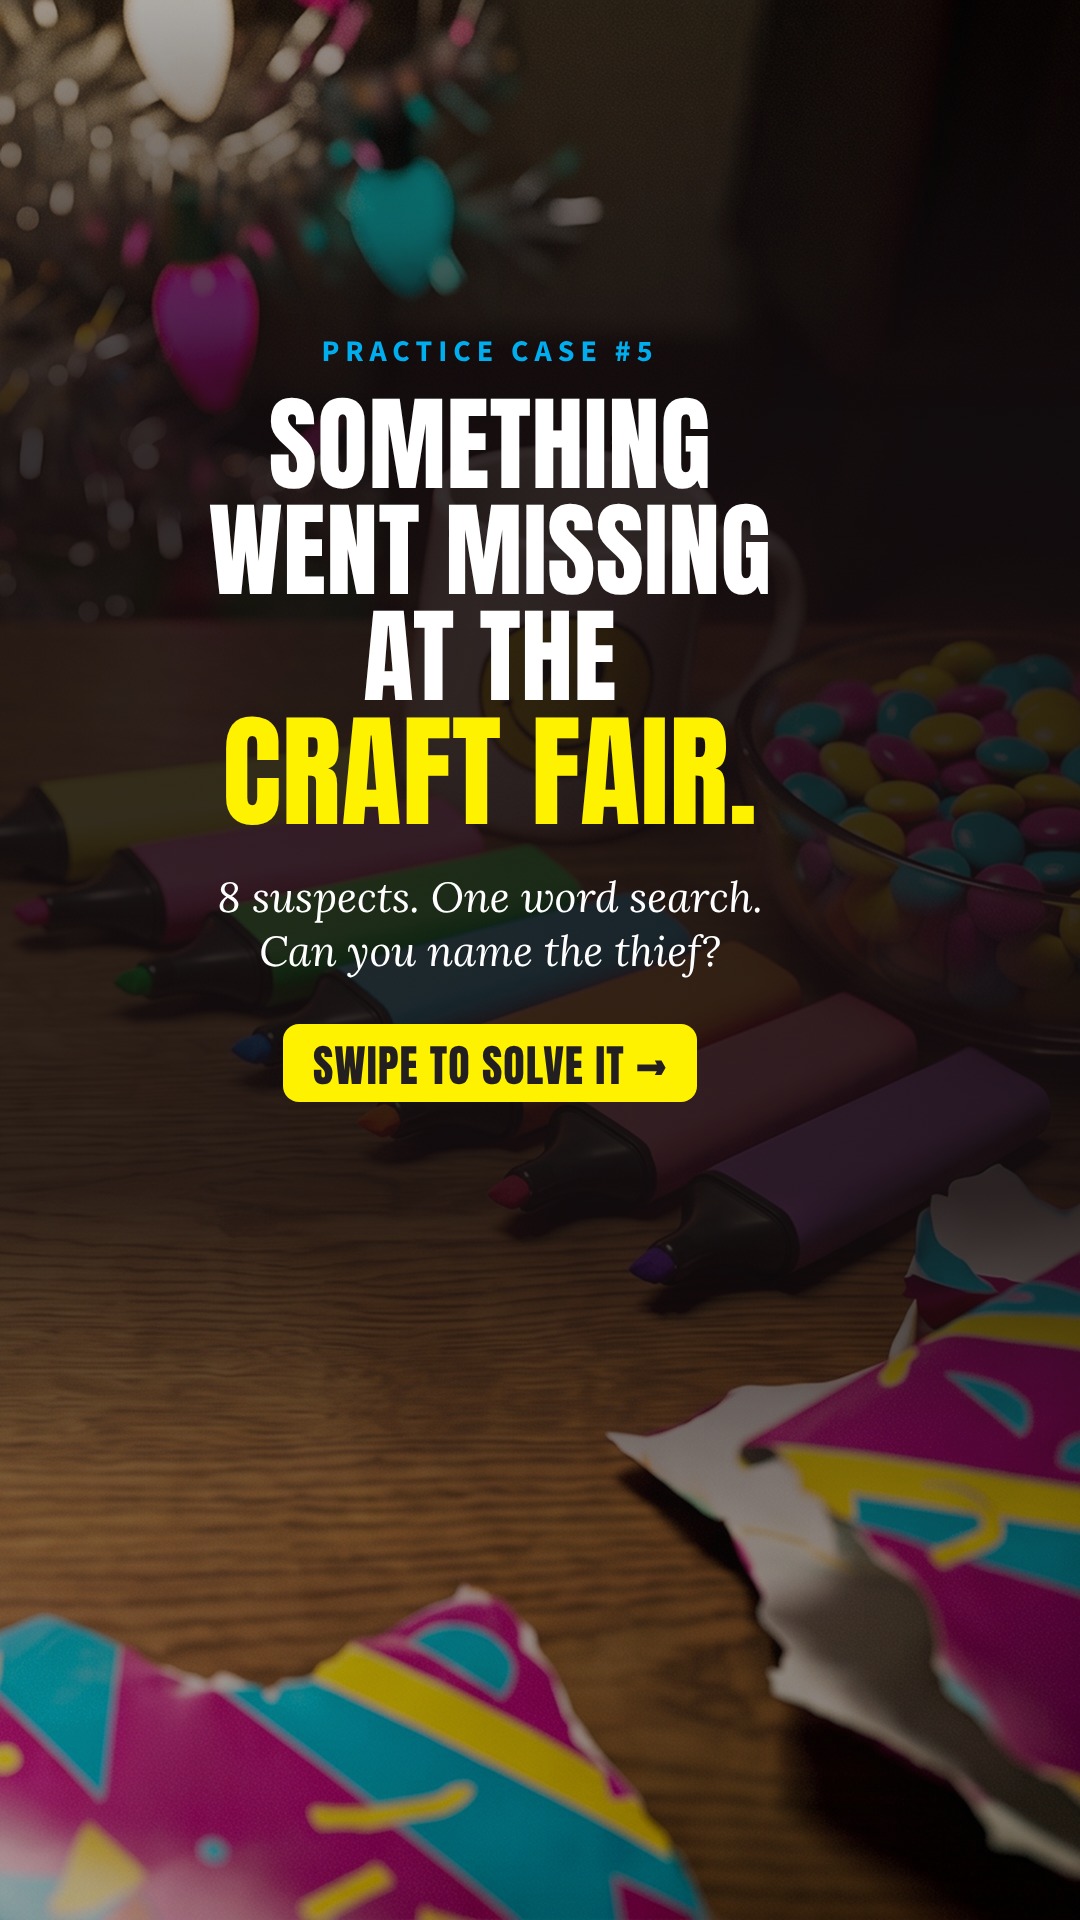 PRACTICE CASE #5
SOMETHING
WENT MISSING
AT THE
CRAFT FAIR.
8 suspects. One word search.
Can you name the thief?
SWIPE TO SOLVE IT →